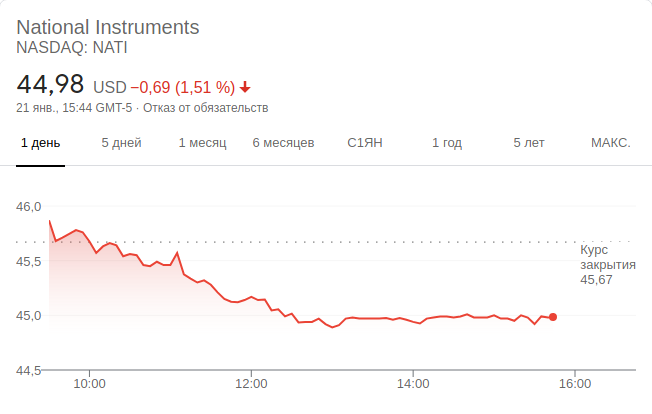 National Instruments
NASDAQ: NATI
44,98 USD −0,69 (1,51 %)
21 янв., 15:44 GMT-5 · Отказ от обязательств
1 день 5 дней 1 месяц 6 месяцев С1ЯН 1 год 5 лет МАКС.
46,0
Курс
закрытия
45,67
45,5
45,0
44,5
10:00 12:00 14:00 16:00